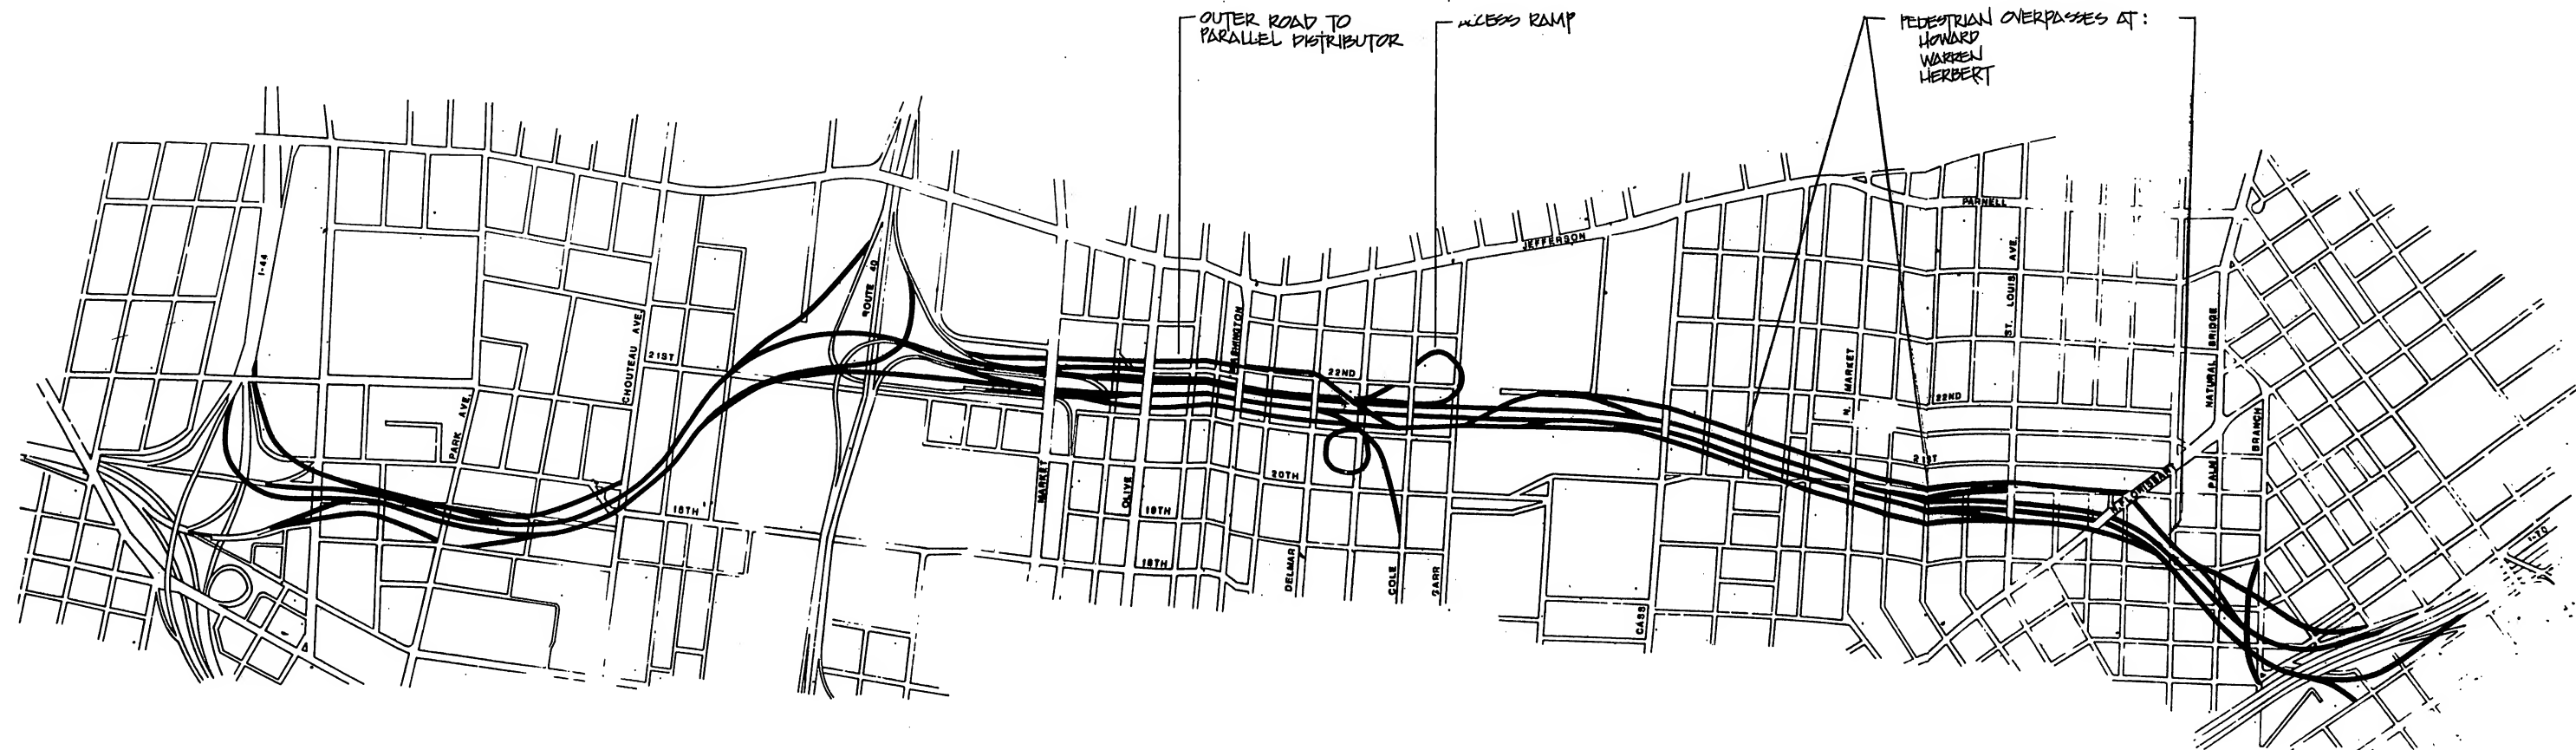 OUTER ROAD TO
PARALLEL DISTRIBUTOR
ACCESS RAMP
PEDESTRIAN OVERPASSES AT:
HOWARD
WARREN
HERBERT
I-44
PARK AVE.
CHOUTEAU AVE.
21ST
18TH
ROUTE 40
MARKET
OLIVE
19TH
18TH
WASHINGTON
22ND
20TH
DELMAR
COLE
CARR
JEFFERSON
CASS
N. MARKET
PARNELL
ST. LOUIS AVE.
22ND
21ST
NATURAL BRIDGE
PALM
BRANCH
I-70